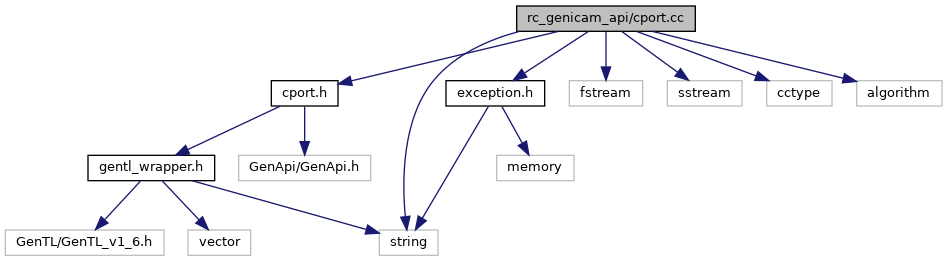 rc_genicam_api/cport.cc
cport.h
exception.h
fstream
sstream
cctype
algorithm
gentl_wrapper.h
GenApi/GenApi.h
memory
GenTL/GenTL_v1_6.h
vector
string